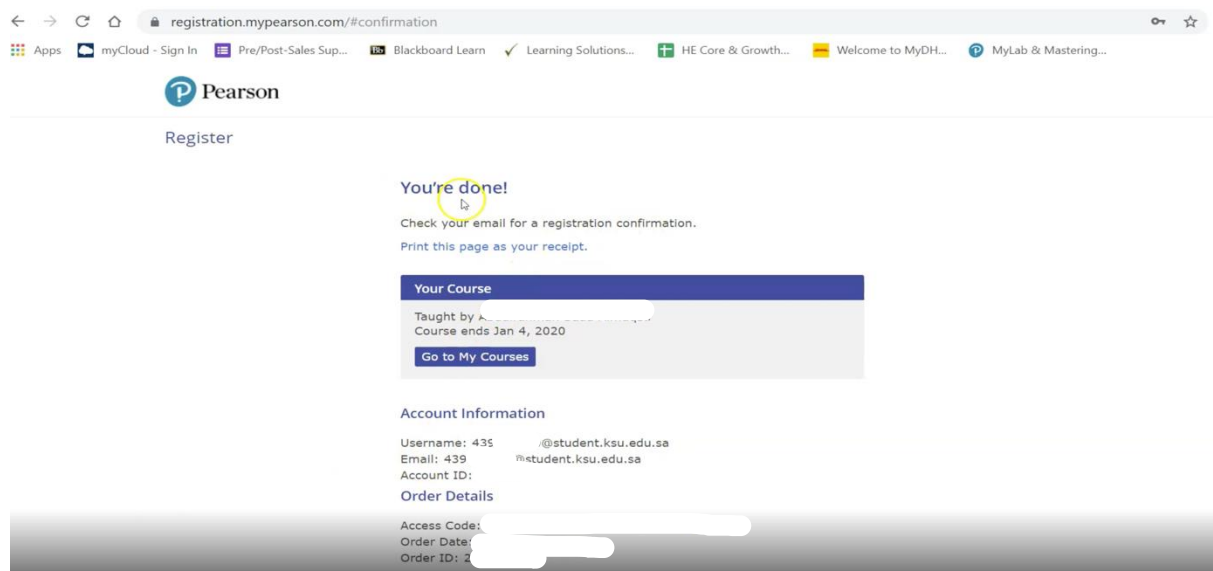 registration.mypearson.com/#confirmation
Apps myCloud - Sign In Pre/Post-Sales Sup... Bb Blackboard Learn Learning Solutions... HE Core & Growth... Welcome to MyDH... MyLab & Mastering...
Pearson
Register
You're done!
Check your email for a registration confirmation.
Print this page as your receipt.
Your Course
Taught by
Course ends Jan 4, 2020
Go to My Courses
Account Information
Username: 439 @student.ksu.edu.sa
Email: 439 student.ksu.edu.sa
Account ID:
Order Details
Access Code:
Order Date:
Order ID: 2